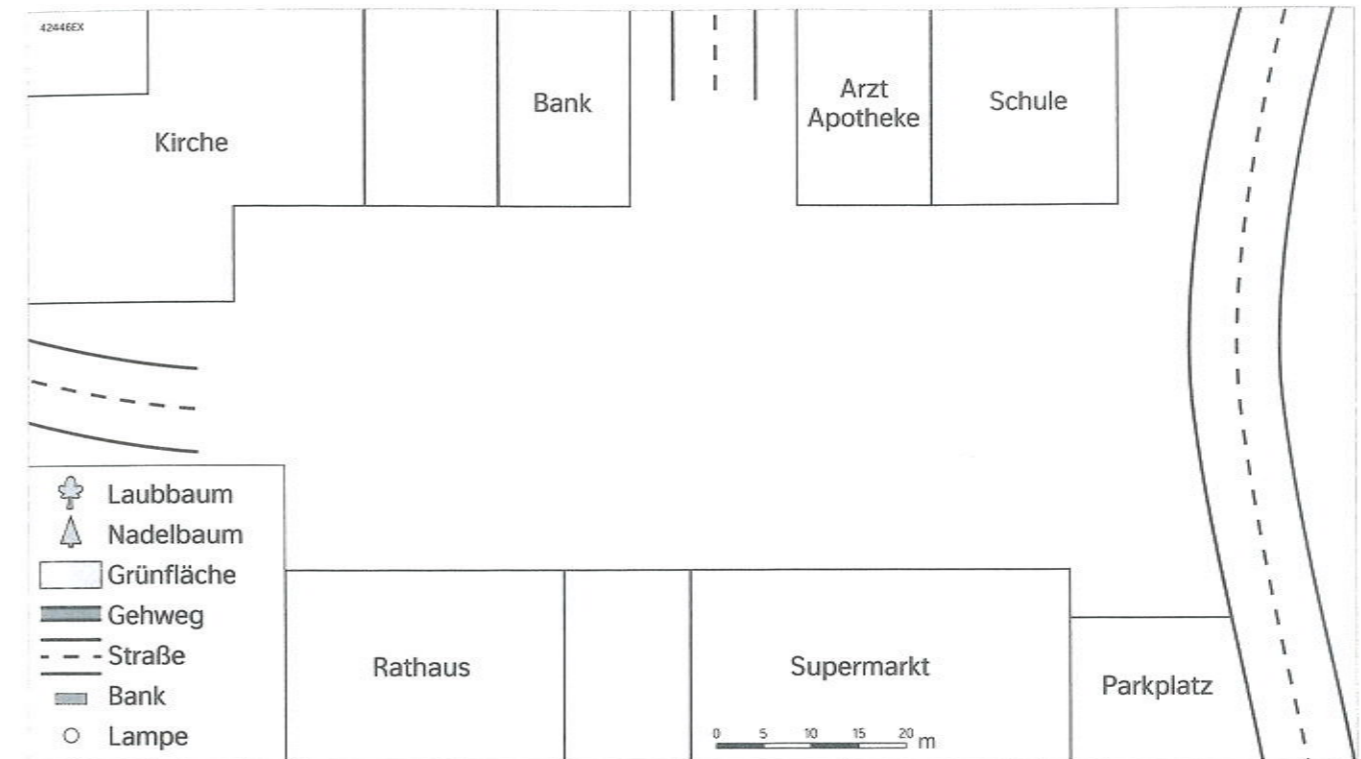 42446EX
Kirche
Bank
Arzt
Apotheke
Schule
Laubbaum
Nadelbaum
Grünfläche
Gehweg
Straße
Bank
Lampe
Rathaus
Supermarkt
0 5 10 15 20 m
Parkplatz